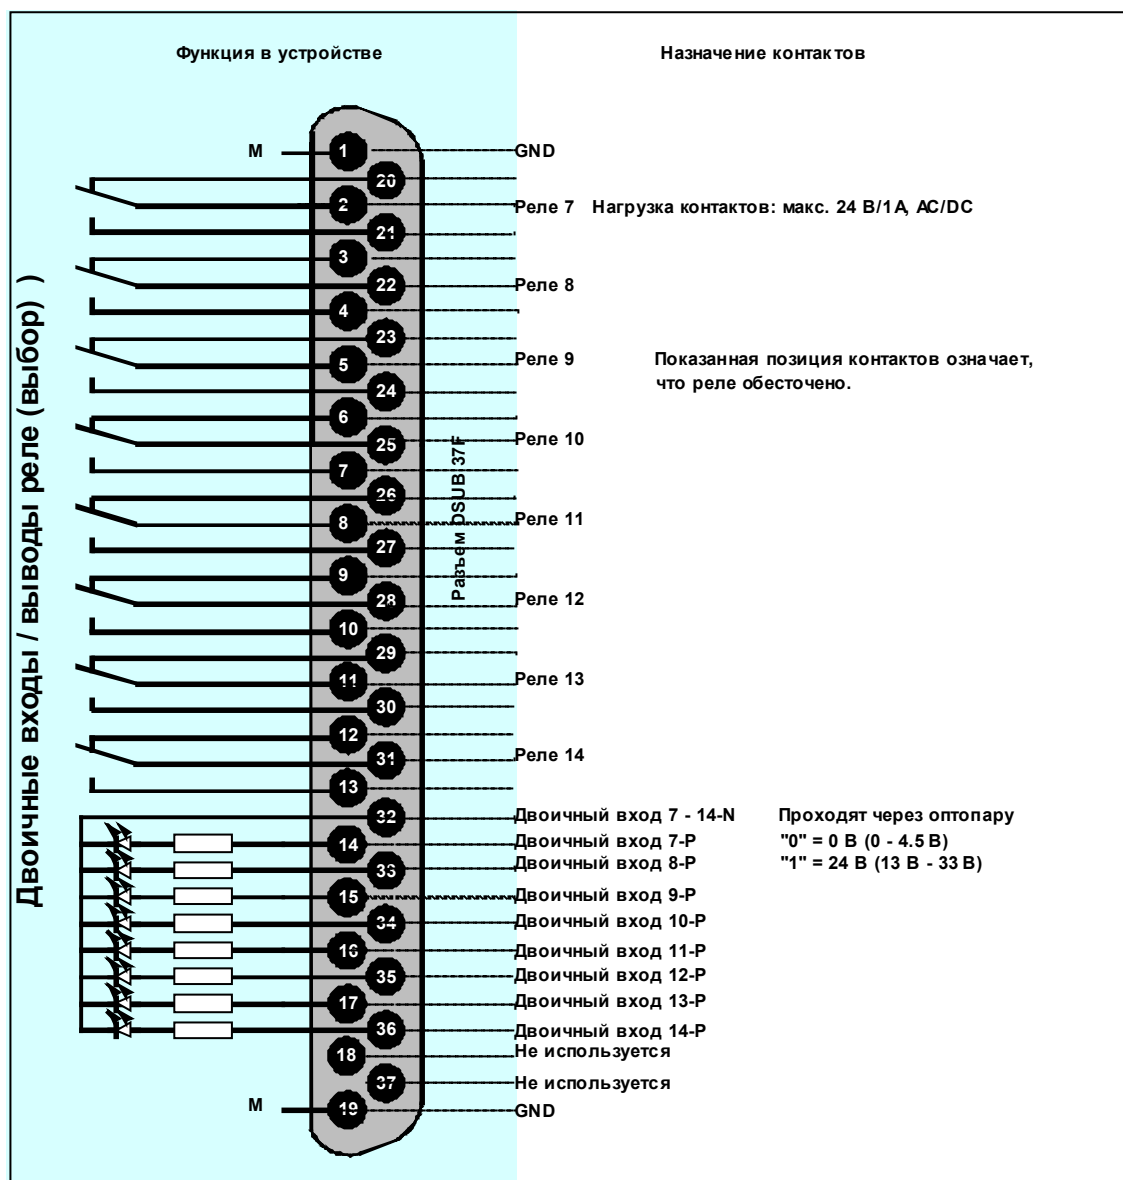 Функция в устройстве
Назначение контактов
Двоичные входы / выводы реле (выбор) )
Разъем DSUB 37F
M
1
GND
20
2
Реле 7 Нагрузка контактов: макс. 24 В/1А, AC/DC
21
3
22
Реле 8
4
23
5
Реле 9
Показанная позиция контактов означает,
что реле обесточено.
24
6
25
Реле 10
7
26
8
Реле 11
27
9
28
Реле 12
10
29
11
Реле 13
30
12
31
Реле 14
13
32
Двоичный вход 7 - 14-N Проходят через оптопару
14
Двоичный вход 7-P "0" = 0 В (0 - 4.5 В)
33
Двоичный вход 8-P "1" = 24 В (13 В - 33 В)
15
Двоичный вход 9-P
34
Двоичный вход 10-P
16
Двоичный вход 11-P
35
Двоичный вход 12-P
17
Двоичный вход 13-P
36
Двоичный вход 14-P
18
Не используется
37
Не используется
M
19
GND